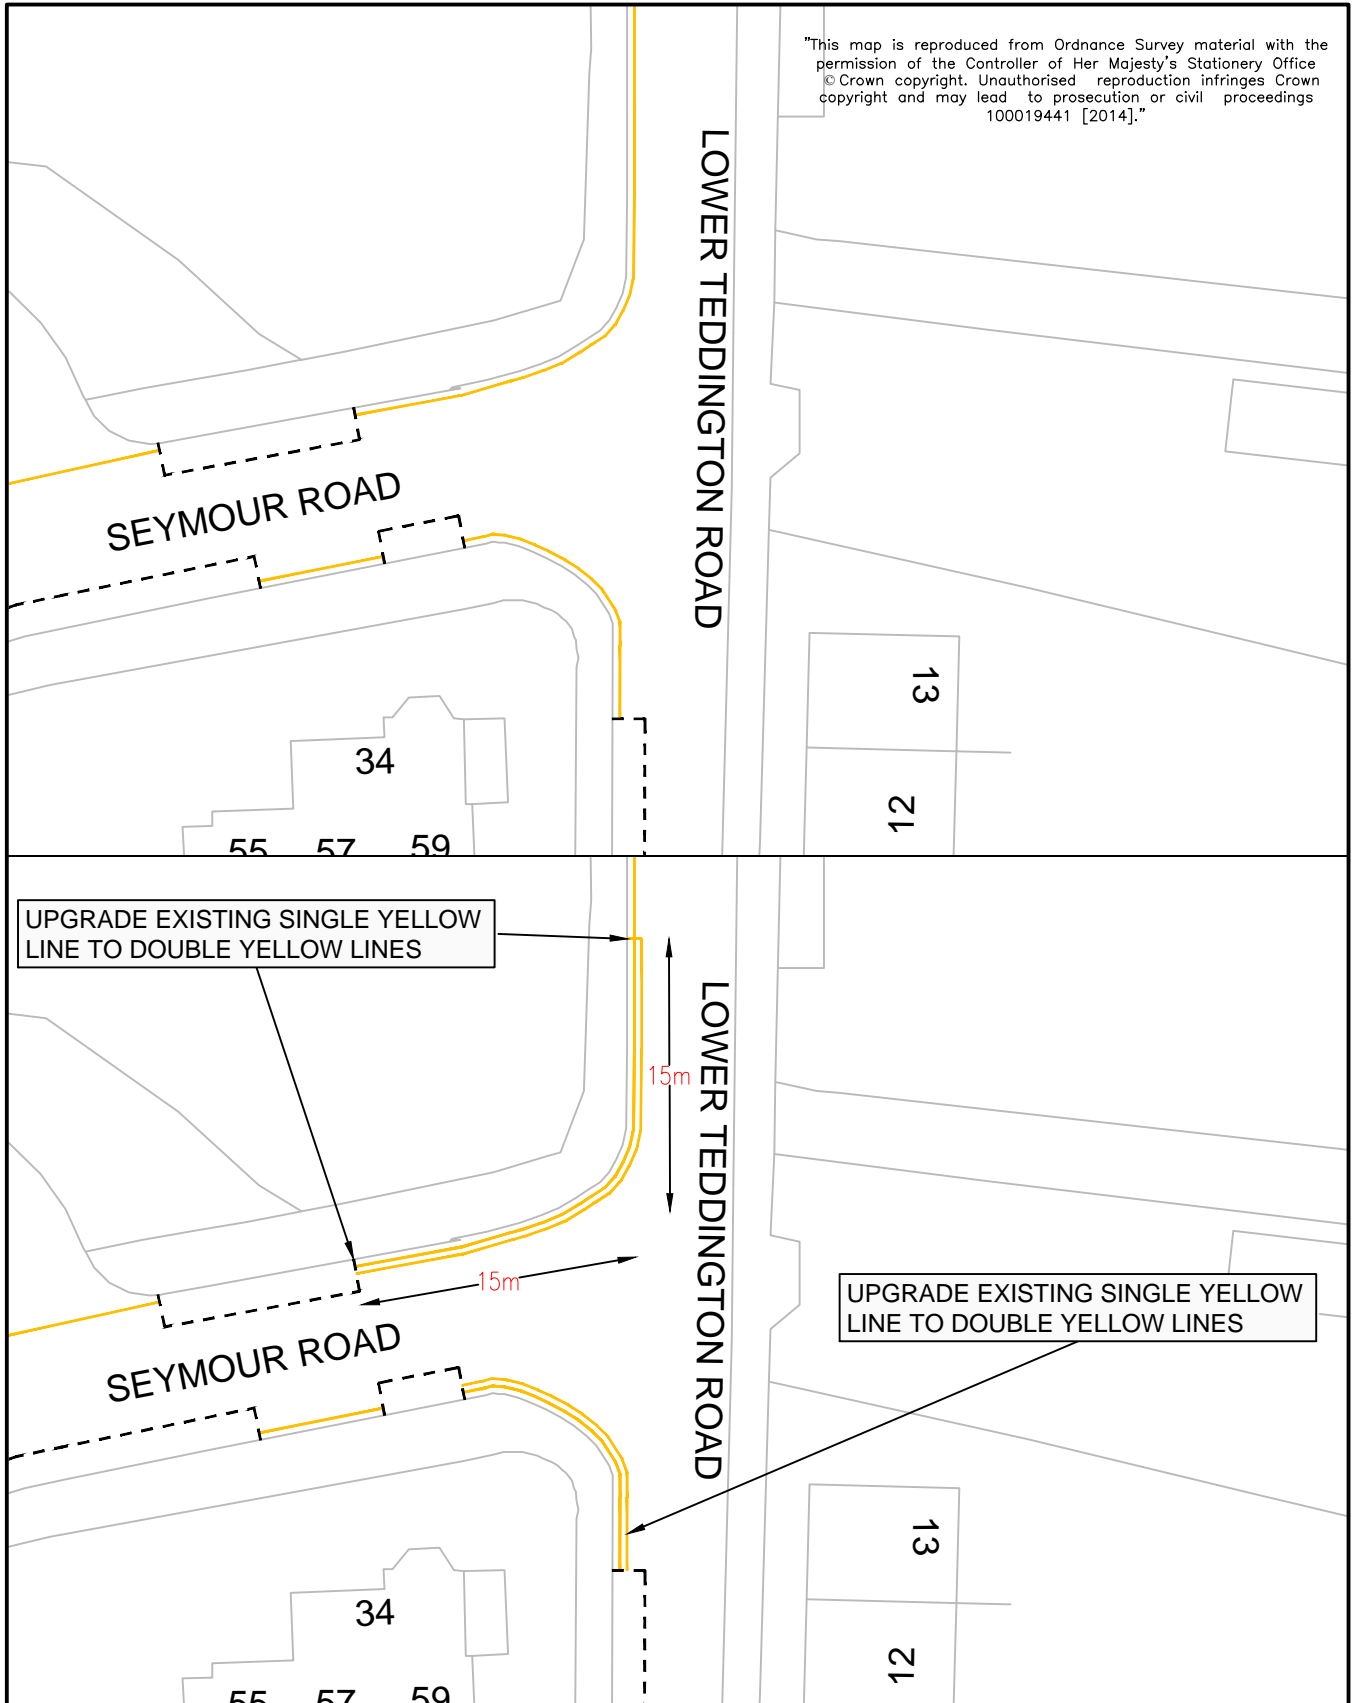 "This map is reproduced from Ordnance Survey material with the
permission of the Controller of Her Majesty's Stationery Office
© Crown copyright. Unauthorised reproduction infringes Crown
copyright and may lead to prosecution or civil proceedings
100019441 [2014]."
LOWER TEDDINGTON ROAD
SEYMOUR ROAD
13
34
12
55 57 59
UPGRADE EXISTING SINGLE YELLOW
LINE TO DOUBLE YELLOW LINES
LOWER TEDDINGTON ROAD
15m
15m
UPGRADE EXISTING SINGLE YELLOW
LINE TO DOUBLE YELLOW LINES
SEYMOUR ROAD
13
34
12
55 57 59